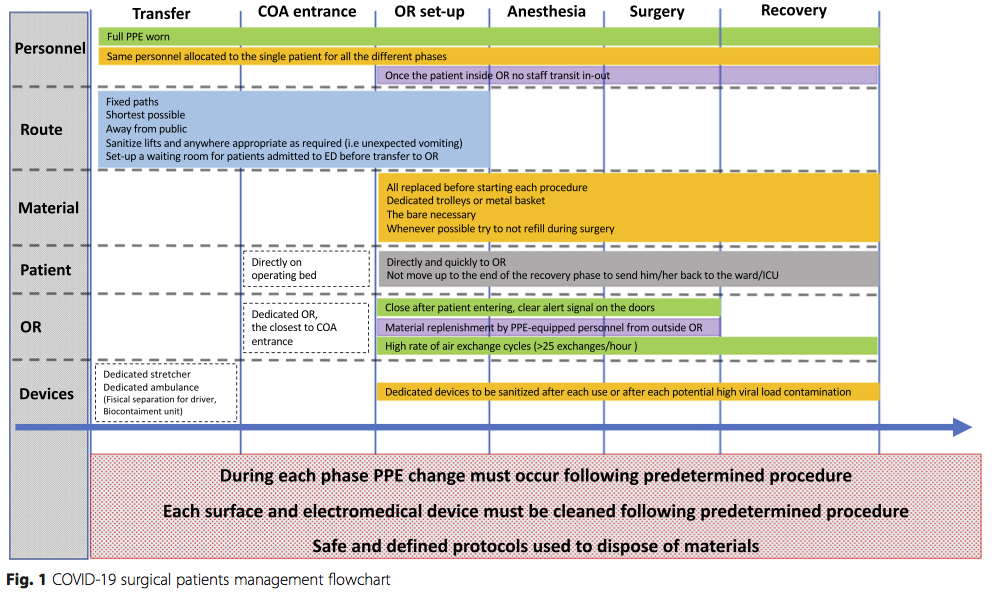 Transfer
COA entrance
OR set-up
Anesthesia
Surgery
Recovery
Personnel
Full PPE worn
Same personnel allocated to the single patient for all the different phases
Once the patient inside OR no staff transit in-out
Route
Fixed paths
Shortest possible
Away from public
Sanitize lifts and anywhere appropriate as required (i.e unexpected vomiting)
Set-up a waiting room for patients admitted to ED before transfer to OR
Material
All replaced before starting each procedure
Dedicated trolleys or metal basket
The bare necessary
Whenever possible try to not refill during surgery
Patient
Directly on
operating bed
Directly and quickly to OR
Not move up to the end of the recovery phase to send him/her back to the ward/ICU
OR
Dedicated OR,
the closest to COA
entrance
Close after patient entering, clear alert signal on the doors
Material replenishment by PPE-equipped personnel from outside OR
High rate of air exchange cycles (>25 exchanges/hour )
Devices
Dedicated stretcher
Dedicated ambulance
(Fisical separation for driver,
Biocontaiment unit)
Dedicated devices to be sanitized after each use or after each potential high viral load contamination
During each phase PPE change must occur following predetermined procedure
Each surface and electromedical device must be cleaned following predetermined procedure
Safe and defined protocols used to dispose of materials
Fig. 1 COVID-19 surgical patients management flowchart